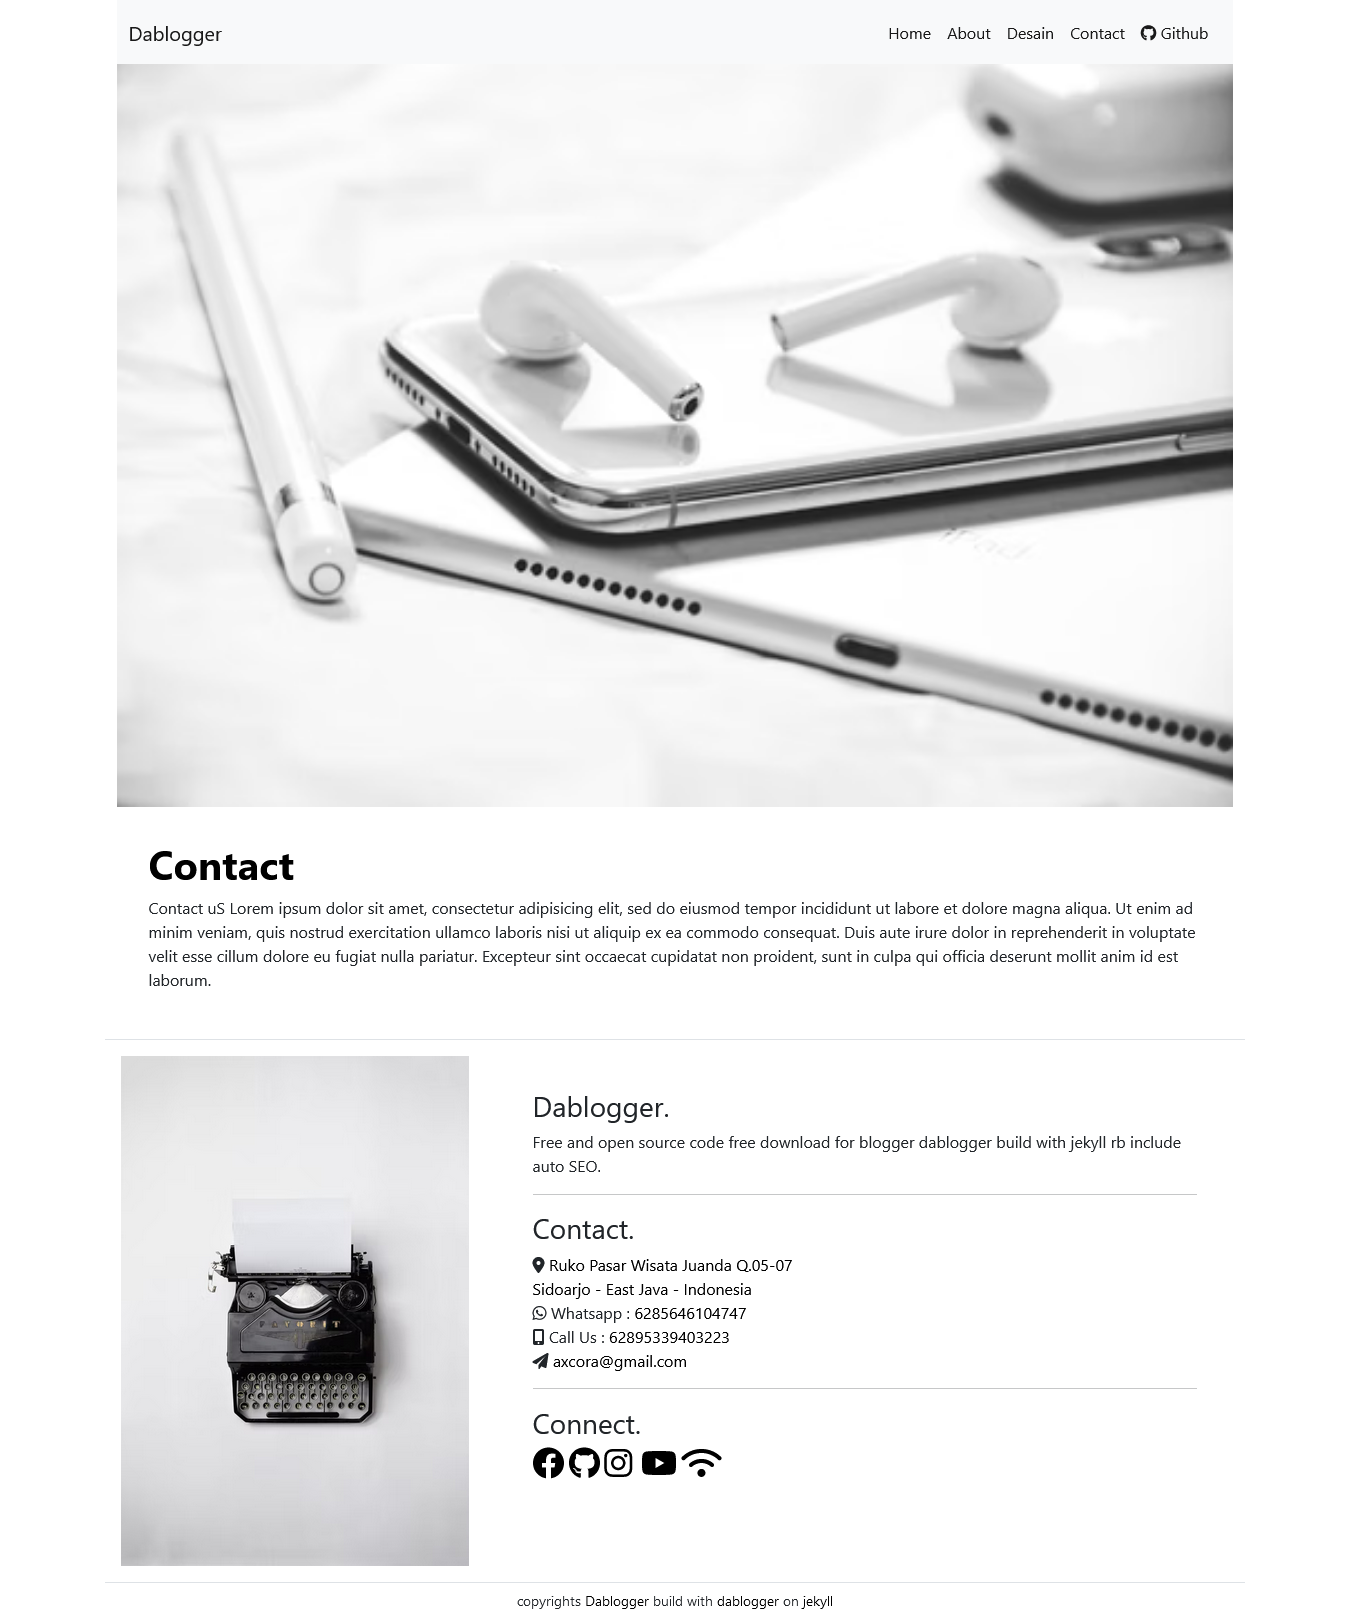 Dablogger
Home About Desain Contact Github
iPad
Contact
Contact uS Lorem ipsum dolor sit amet, consectetur adipisicing elit, sed do eiusmod tempor incididunt ut labore et dolore magna aliqua. Ut enim ad
minim veniam, quis nostrud exercitation ullamco laboris nisi ut aliquip ex ea commodo consequat. Duis aute irure dolor in reprehenderit in voluptate
velit esse cillum dolore eu fugiat nulla pariatur. Excepteur sint occaecat cupidatat non proident, sunt in culpa qui officia deserunt mollit anim id est
laborum.
FAVORIT
Dablogger.
Free and open source code free download for blogger dablogger build with jekyll rb include
auto SEO.
Contact.
Ruko Pasar Wisata Juanda Q.05-07
Sidoarjo - East Java - Indonesia
Whatsapp : 6285646104747
Call Us : 62895339403223
axcora@gmail.com
Connect.
copyrights Dablogger build with dablogger on jekyll